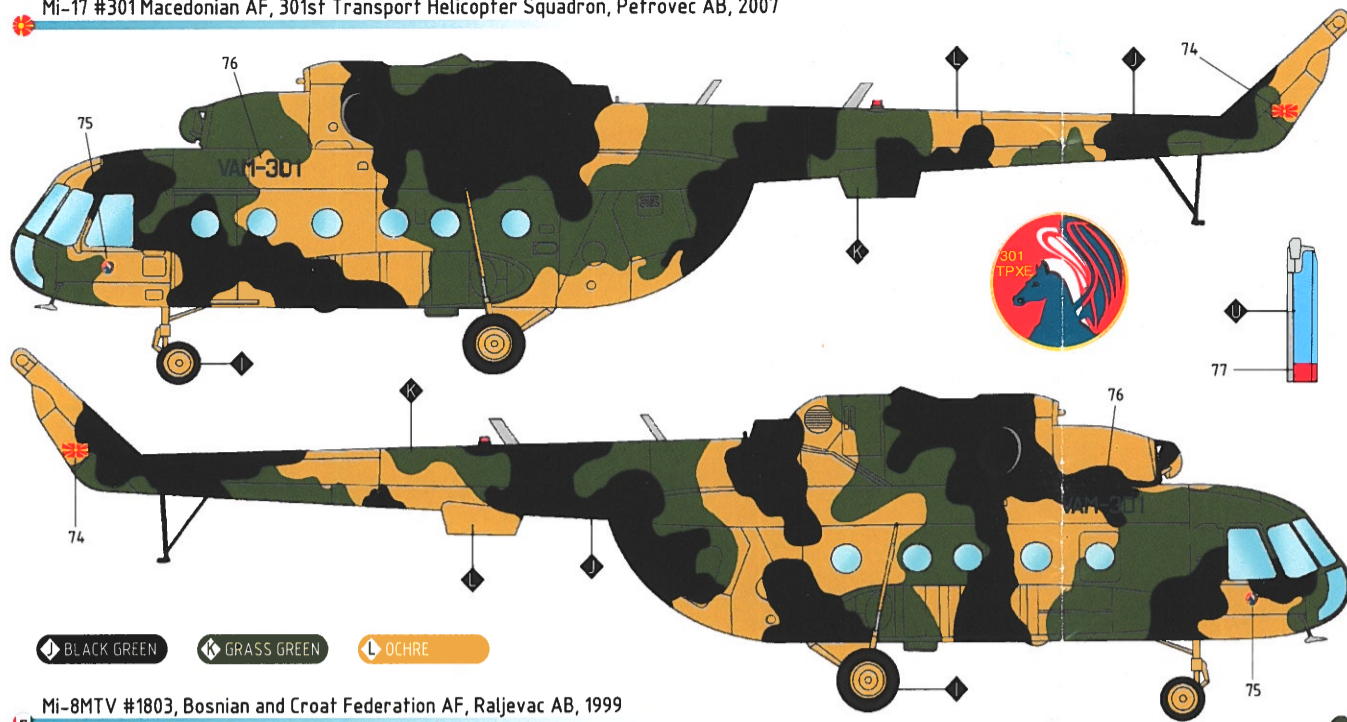 Mi-17 #301 Macedonian AF, 301st Transport Helicopter Squadron, Petrovec AB, 2007
76
L
J
74
75
VAM-301
K
301
TPXE
U
I
77
K
76
VAM-301
74
L
J
I
75
J BLACK GREEN
K GRASS GREEN
L OCHRE
Mi-8MTV #1803, Bosnian and Croat Federation AF, Raljevac AB, 1999